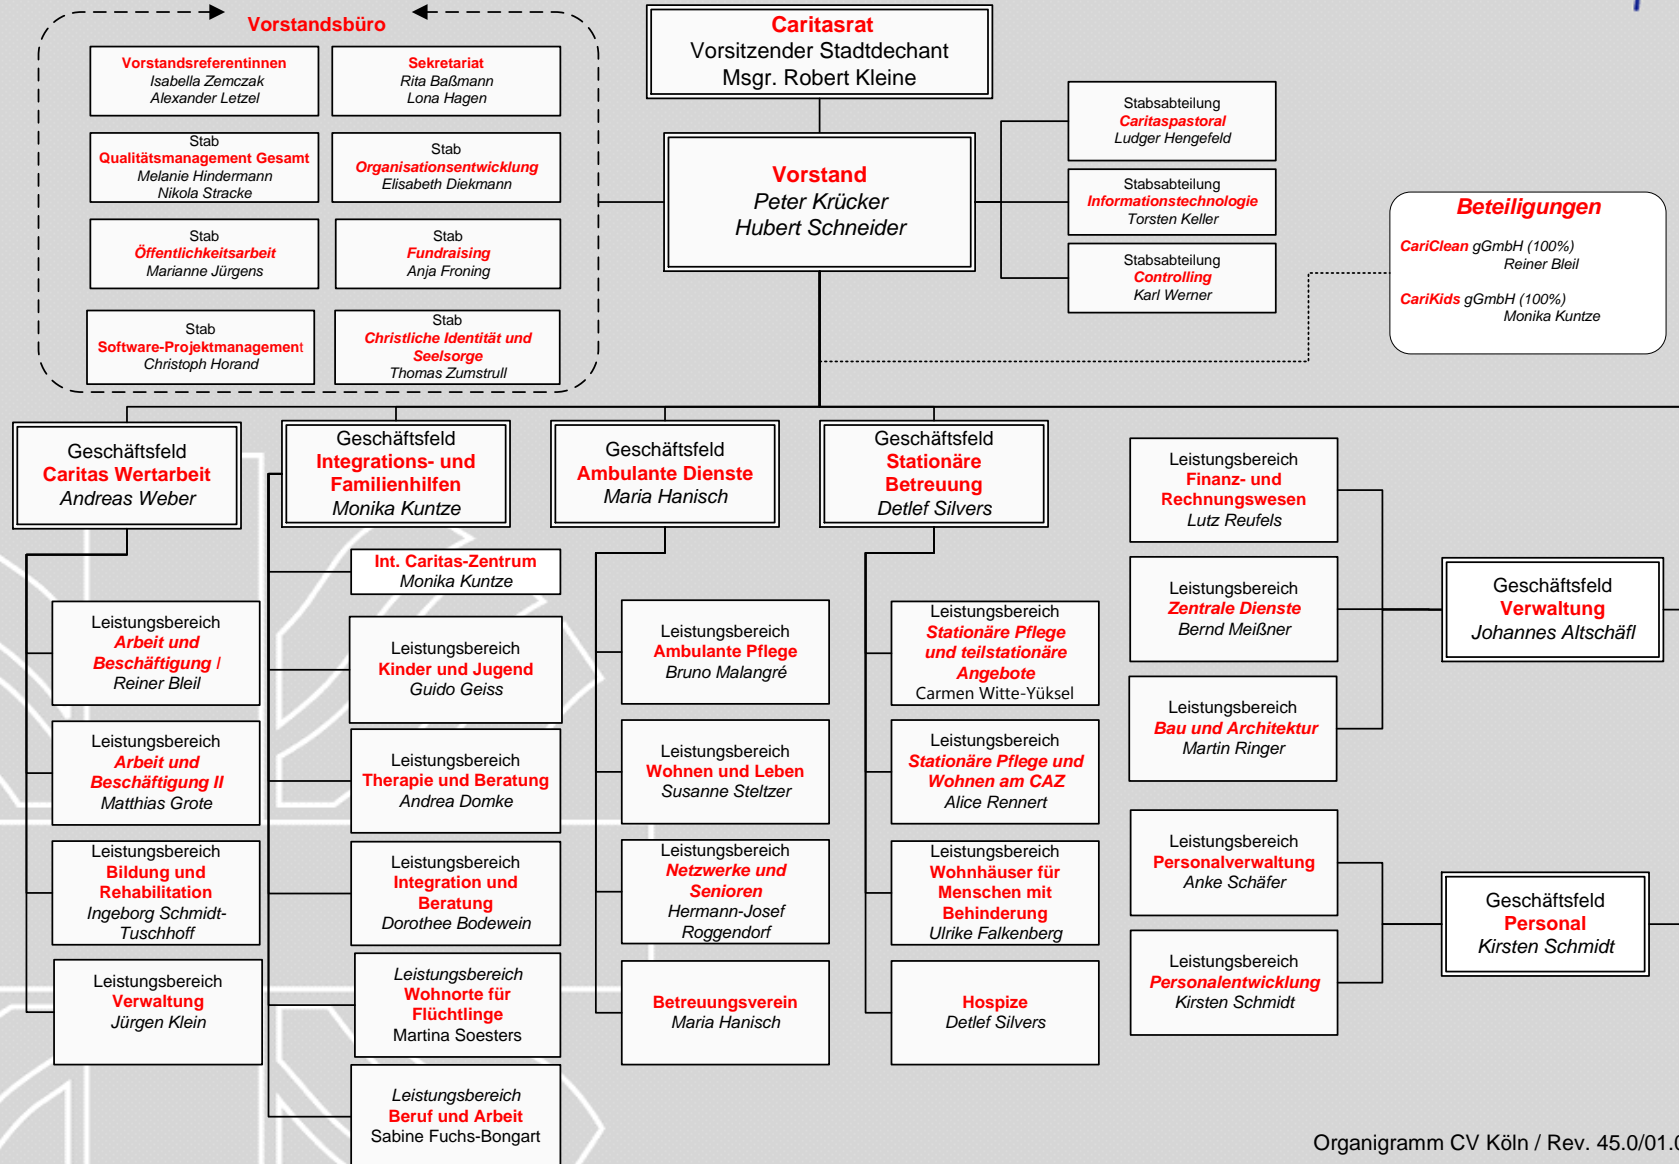 Vorstandsbüro
Vorstandsreferentinnen
Isabella Zemczak
Alexander Letzel
Sekretariat
Rita Baßmann
Lona Hagen
Stab
Qualitätsmanagement Gesamt
Melanie Hindermann
Nikola Stracke
Stab
Organisationsentwicklung
Elisabeth Diekmann
Stab
Öffentlichkeitsarbeit
Marianne Jürgens
Stab
Fundraising
Anja Froning
Stab
Software-Projektmanagement
Christoph Horand
Stab
Christliche Identität und
Seelsorge
Thomas Zumstrull
Caritasrat
Vorsitzender Stadtdechant
Msgr. Robert Kleine
Vorstand
Peter Krücker
Hubert Schneider
Stabsabteilung
Caritaspastoral
Ludger Hengefeld
Stabsabteilung
Informationstechnologie
Torsten Keller
Stabsabteilung
Controlling
Karl Werner
Beteiligungen
CariClean gGmbH (100%)
Reiner Bleil
CariKids gGmbH (100%)
Monika Kuntze
Geschäftsfeld
Caritas Wertarbeit
Andreas Weber
Leistungsbereich
Arbeit und
Beschäftigung I
Reiner Bleil
Leistungsbereich
Arbeit und
Beschäftigung II
Matthias Grote
Leistungsbereich
Bildung und
Rehabilitation
Ingeborg Schmidt-
Tuschhoff
Leistungsbereich
Verwaltung
Jürgen Klein
Geschäftsfeld
Integrations- und
Familienhilfen
Monika Kuntze
Int. Caritas-Zentrum
Monika Kuntze
Leistungsbereich
Kinder und Jugend
Guido Geiss
Leistungsbereich
Therapie und Beratung
Andrea Domke
Leistungsbereich
Integration und
Beratung
Dorothee Bodewein
Leistungsbereich
Wohnorte für
Flüchtlinge
Martina Soesters
Leistungsbereich
Beruf und Arbeit
Sabine Fuchs-Bongart
Geschäftsfeld
Ambulante Dienste
Maria Hanisch
Leistungsbereich
Ambulante Pflege
Bruno Malangré
Leistungsbereich
Wohnen und Leben
Susanne Steltzer
Leistungsbereich
Netzwerke und
Senioren
Hermann-Josef
Roggendorf
Betreuungsverein
Maria Hanisch
Geschäftsfeld
Stationäre
Betreuung
Detlef Silvers
Leistungsbereich
Stationäre Pflege
und teilstationäre
Angebote
Carmen Witte-Yüksel
Leistungsbereich
Stationäre Pflege und
Wohnen am CAZ
Alice Rennert
Leistungsbereich
Wohnhäuser für
Menschen mit
Behinderung
Ulrike Falkenberg
Hospize
Detlef Silvers
Leistungsbereich
Finanz- und
Rechnungswesen
Lutz Reufels
Leistungsbereich
Zentrale Dienste
Bernd Meißner
Leistungsbereich
Bau und Architektur
Martin Ringer
Geschäftsfeld
Verwaltung
Johannes Altschäfl
Leistungsbereich
Personalverwaltung
Anke Schäfer
Leistungsbereich
Personalentwicklung
Kirsten Schmidt
Geschäftsfeld
Personal
Kirsten Schmidt
Organigramm CV Köln / Rev. 45.0/01.0